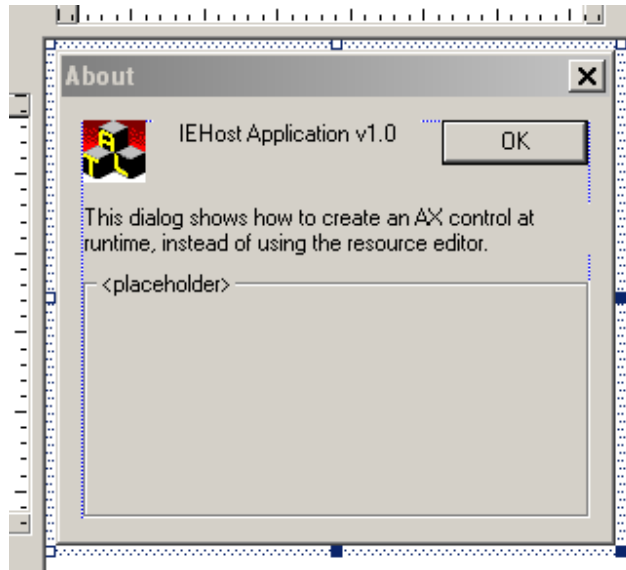 About
ATL
IEHost Application v1.0
OK
This dialog shows how to create an AX control at
runtime, instead of using the resource editor.
<placeholder>